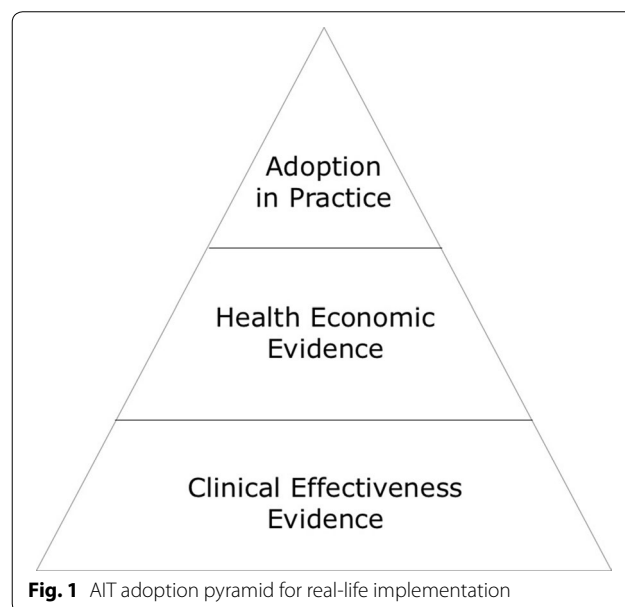 Adoption
in Practice
Health Economic
Evidence
Clinical Effectiveness
Evidence
Fig. 1 AIT adoption pyramid for real-life implementation